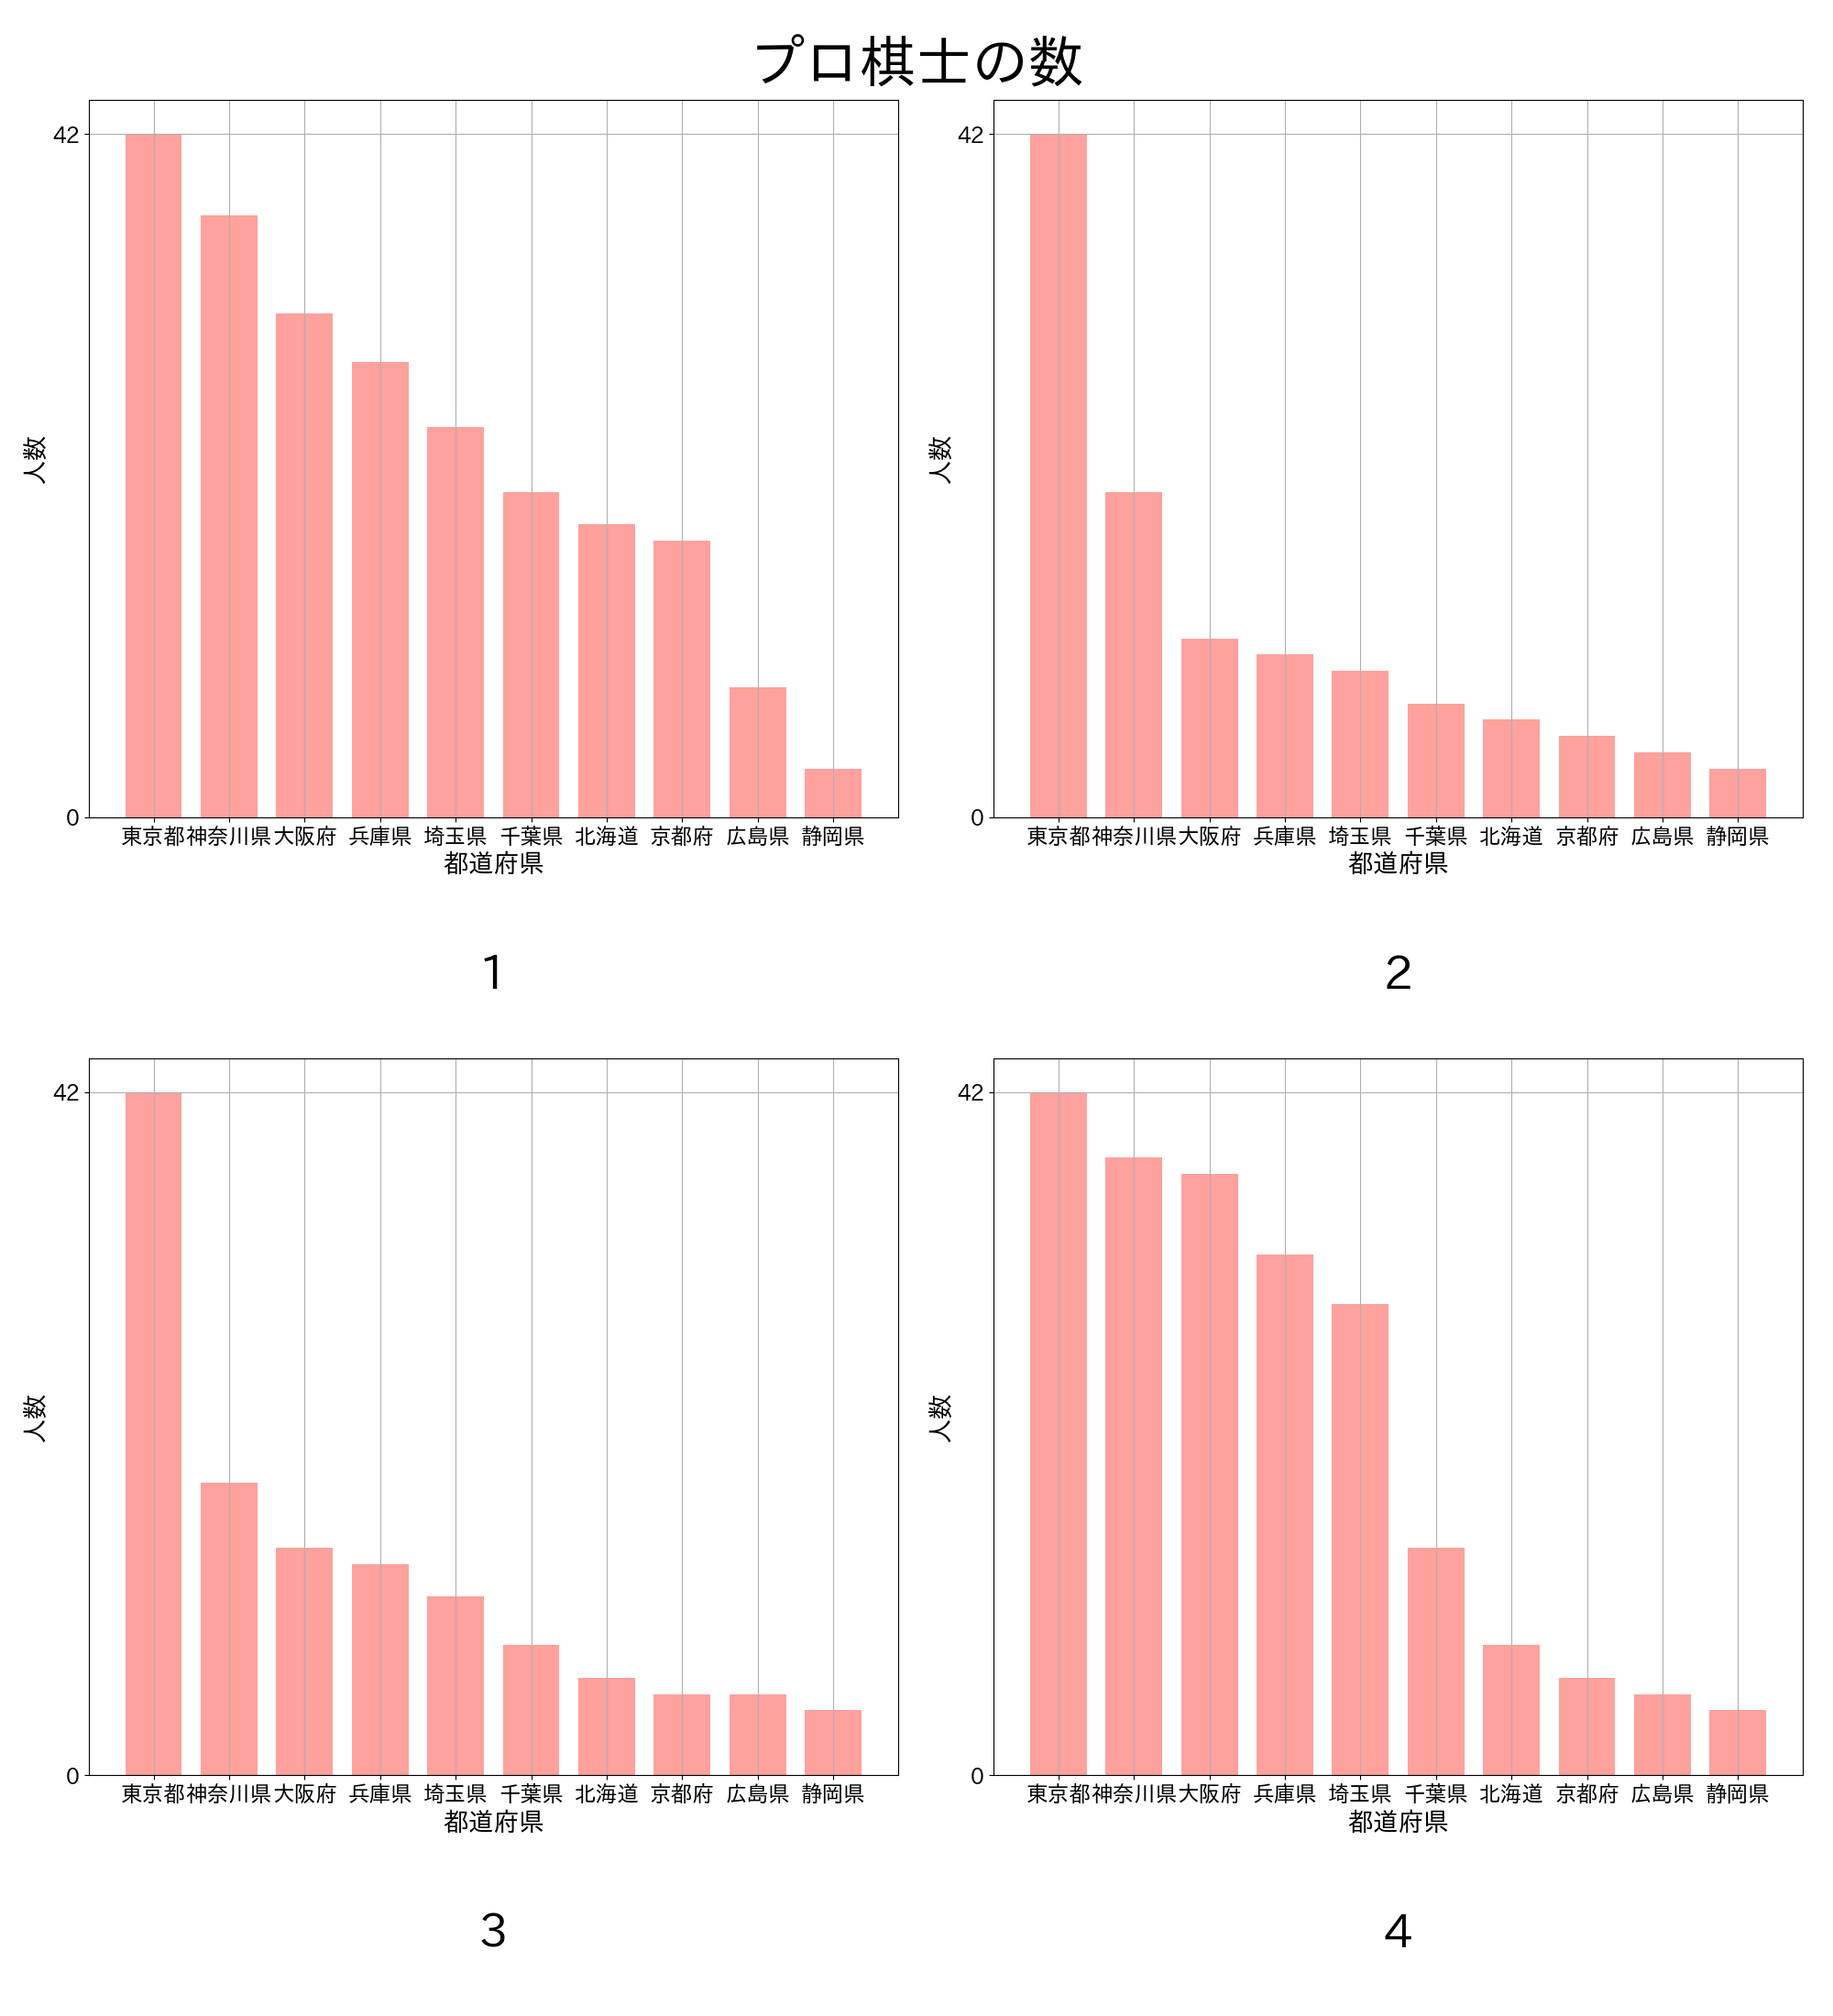 プロ棋士の数
42
0
人数
東京都 神奈川県 大阪府 兵庫県 埼玉県 千葉県 北海道 京都府 広島県 静岡県
都道府県
1
42
0
人数
東京都 神奈川県 大阪府 兵庫県 埼玉県 千葉県 北海道 京都府 広島県 静岡県
都道府県
2
42
0
人数
東京都 神奈川県 大阪府 兵庫県 埼玉県 千葉県 北海道 京都府 広島県 静岡県
都道府県
3
42
0
人数
東京都 神奈川県 大阪府 兵庫県 埼玉県 千葉県 北海道 京都府 広島県 静岡県
都道府県
4